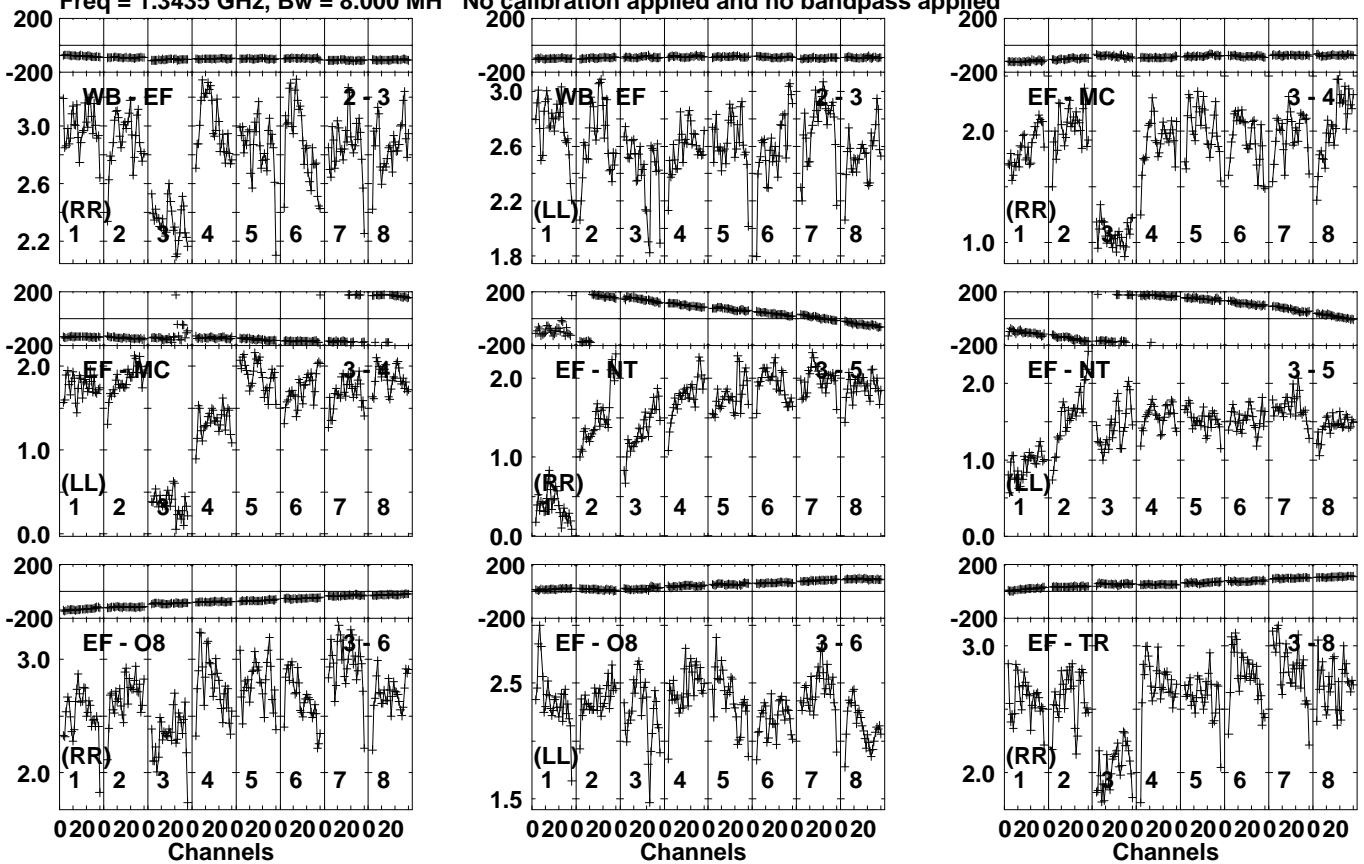 Freq = 1.3435 GHz, Bw = 8.000 MH No calibration applied and no bandpass applied
200
-200
WB - EF 2 - 3
3.0
2.6
2.2
(RR)
1 2 3 4 5 6 7 8
-200
WB - EF 2 - 3
200
3.0
2.6
2.2
1.8
(LL)
1 2 3 4 5 6 7 8
200
-200
EF - MC 3 - 4
2.0
1.0
(RR)
1 2 3 4 5 6 7 8
200
-200
EF - MC 3 - 4
2.0
1.0
0.0
(LL)
1 2 3 4 5 6 7 8
200
-200
EF - NT 3 - 5
2.0
1.0
0.0
(RR)
1 2 3 4 5 6 7 8
200
-200
EF - NT 3 - 5
2.0
1.0
0.0
(LL)
1 2 3 4 5 6 7 8
200
-200
EF - O8 3 - 6
3.0
2.0
(RR)
1 2 3 4 5 6 7 8
020020020020020020020020
Channels
200
-200
EF - O8 3 - 6
2.5
1.5
(LL)
1 2 3 4 5 6 7 8
020020020020020020020020
Channels
200
-200
EF - TR 3 - 8
3.0
2.0
(RR)
1 2 3 4 5 6 7 8
020020020020020020020020
Channels